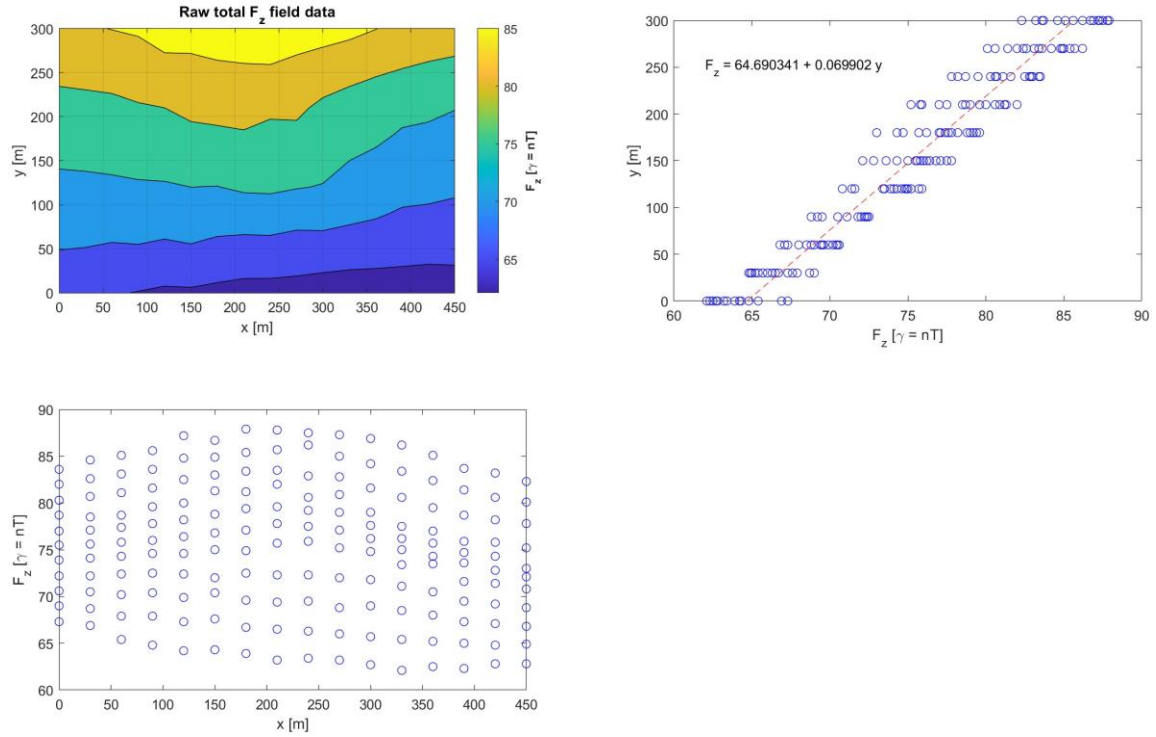 Raw total F_z field data
300
250
200
150
100
50
0
y [m]
0 50 100 150 200 250 300 350 400 450
x [m]
85
80
75
70
65
F_z [γ = nT]
300
250
200
150
100
50
0
y [m]
F_z = 64.690341 + 0.069902 y
60 65 70 75 80 85 90
F_z [γ = nT]
90
85
80
75
70
65
60
F_z [γ = nT]
0 50 100 150 200 250 300 350 400 450
x [m]